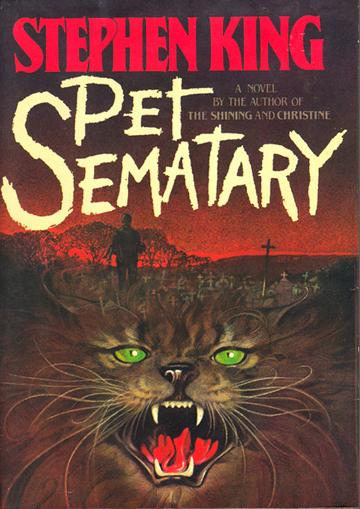 STEPHEN KING
PET
SEMATARY
A NOVEL
BY THE AUTHOR OF
THE SHINING AND CHRISTINE